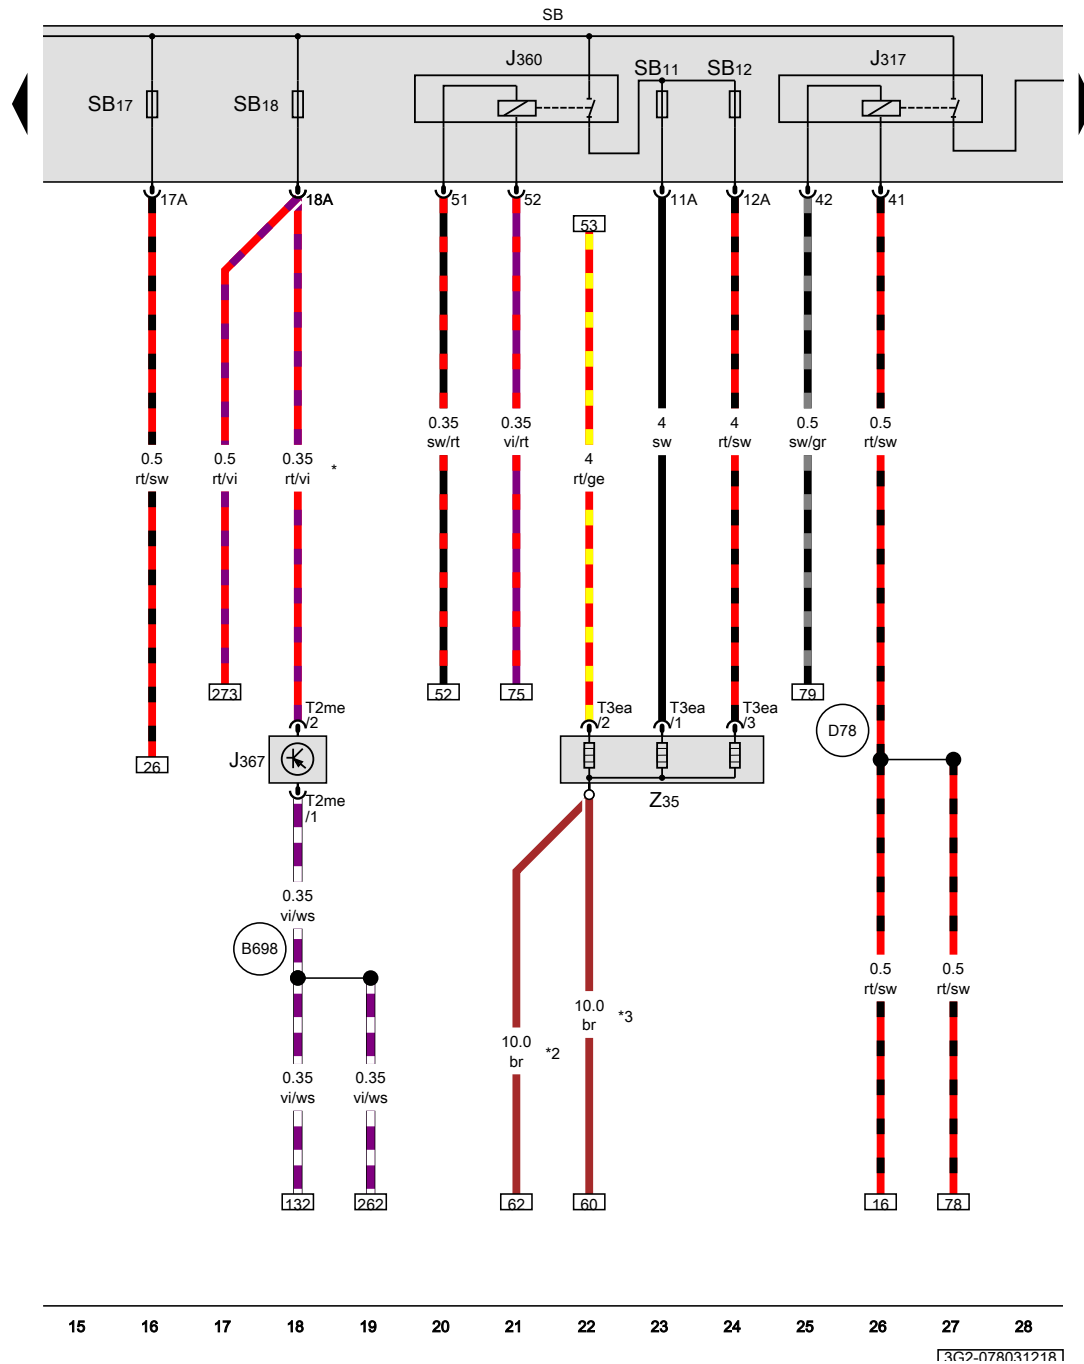 SB
J360
J317
SB11
SB12
SB17
SB18
17A
18A
51
52
11A
12A
42
41
53
0.35
sw/rt
0.35
vi/rt
4
sw
4
rt/sw
0.5
sw/gr
0.5
rt/sw
0.5
rt/sw
0.5
rt/vi
0.35
rt/vi
*
4
rt/ge
273
52
75
79
T2me
/2
T3ea
/2
T3ea
/1
T3ea
/3
D78
26
J367
Z35
T2me
/1
0.35
vi/ws
B698
0.5
rt/sw
0.5
rt/sw
10.0
br
*3
10.0
br
*2
0.35
vi/ws
0.35
vi/ws
132
262
62
60
16
78
15 16 17 18 19 20 21 22 23 24 25 26 27 28
3G2-078031218